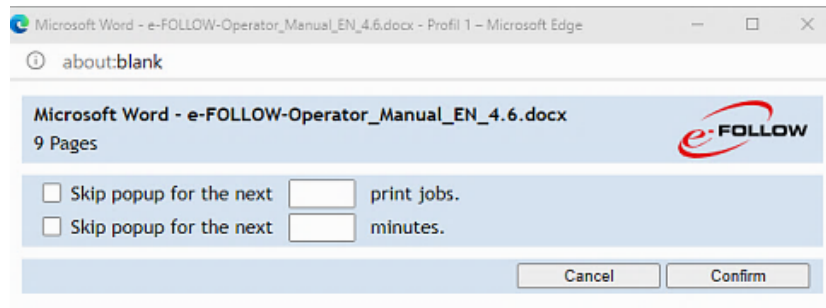 Microsoft Word - e-FOLLOW-Operator_Manual_EN_4.6.docx - Profil 1 – Microsoft Edge
about:blank
Microsoft Word - e-FOLLOW-Operator_Manual_EN_4.6.docx
9 Pages
e-FOLLOW
Skip popup for the next print jobs.
Skip popup for the next minutes.
Cancel Confirm